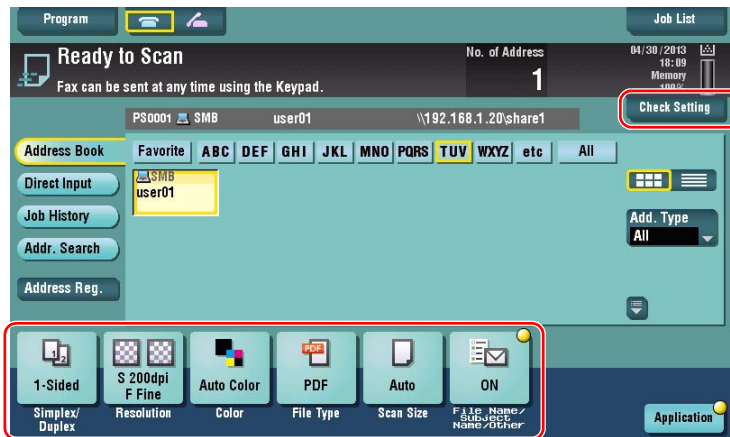 Program
Job List
Ready to Scan
No. of Address
04/30/2013
18:09
Memory
100%
Fax can be sent at any time using the Keypad.
1
Check Setting
PS0001 SMB user01 \\192.168.1.20\share1
Address Book
Favorite ABC DEF GHI JKL MNO PQRS TUV WXYZ etc All
SMB
user01
Direct Input
Job History
Add. Type
All
Addr. Search
Address Reg.
1 2
PDF
1-Sided
S 200dpi
F Fine
Auto Color
PDF
Auto
ON
Simplex/
Duplex
Resolution
Color
File Type
Scan Size
File Name/
Subject
Name/Other
Application